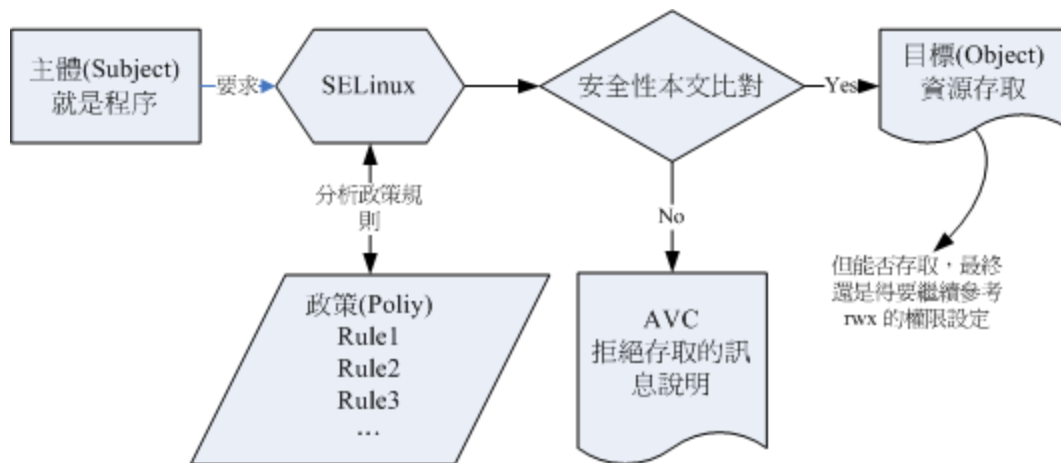 主體(Subject)
就是程序
要求
SELinux
安全性本文比對
Yes
目標(Object)
資源存取
分析政策規
則
No
但能否存取，最終
還是得要繼續參考
rwx 的權限設定
政策(Poliy)
Rule1
Rule2
Rule3
…
AVC
拒絕存取的訊
息說明